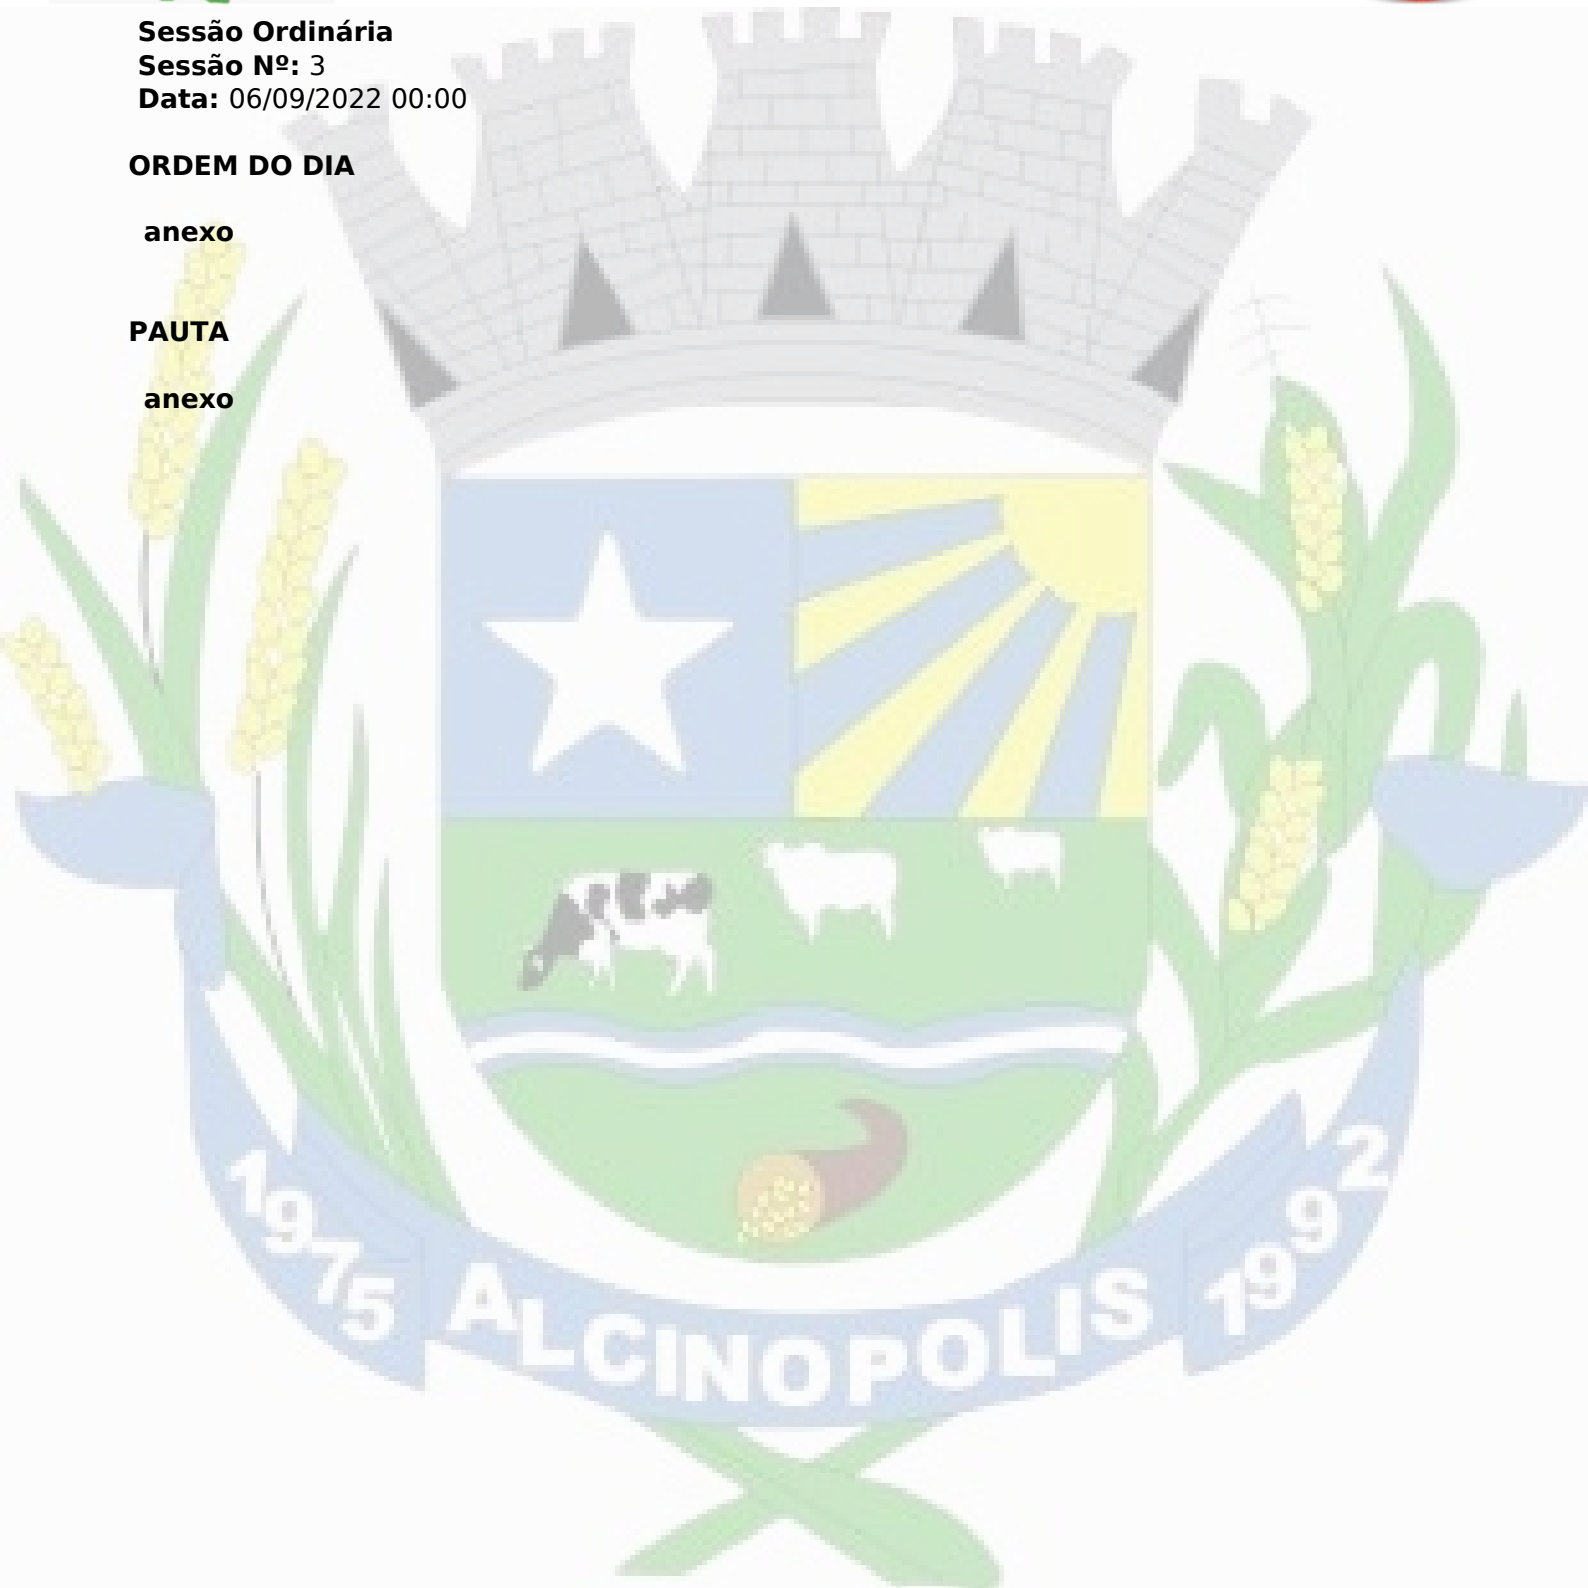 Sessão Ordinária
Sessão Nº: 3
Data: 06/09/2022 00:00
ORDEM DO DIA
anexo
PAUTA
anexo
1975 ALCINOPOLIS 1992